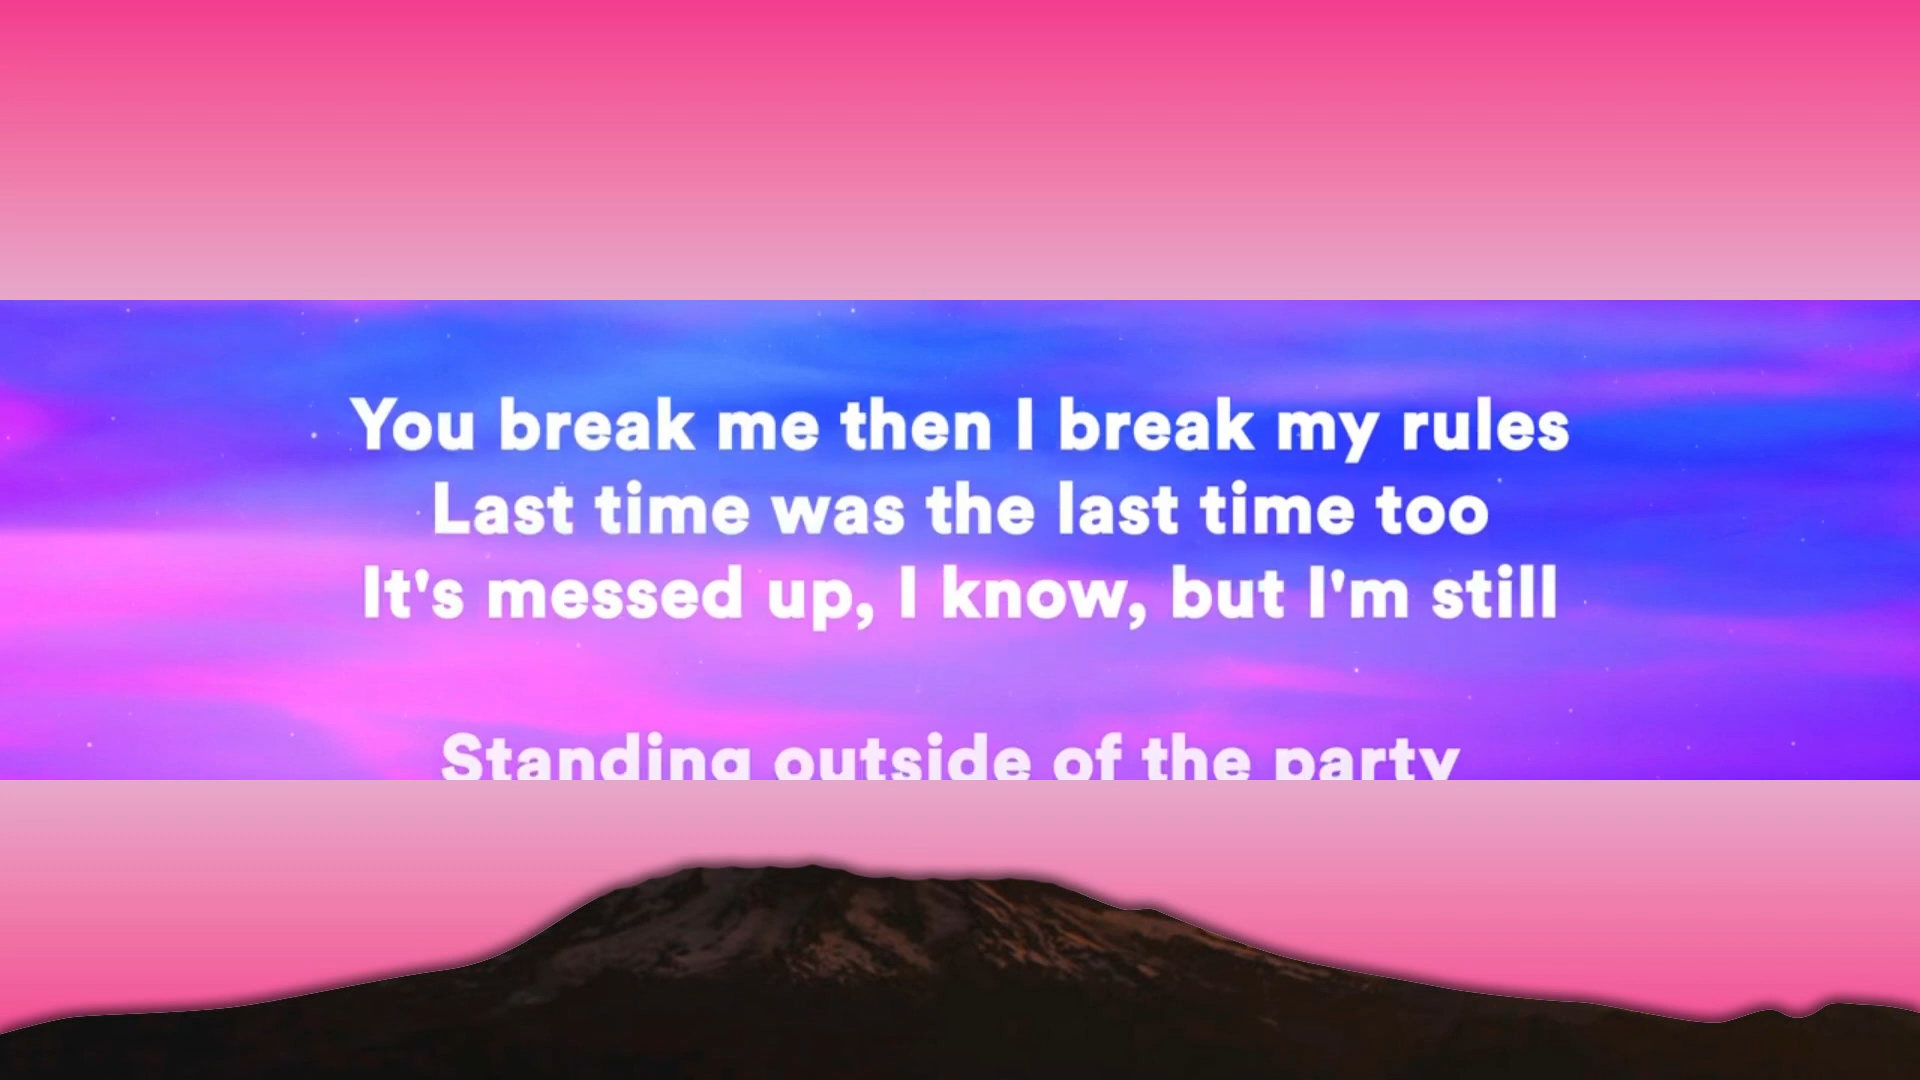 You break me then I break my rules
Last time was the last time too
It's messed up, I know, but I'm still
Standing outside of the party